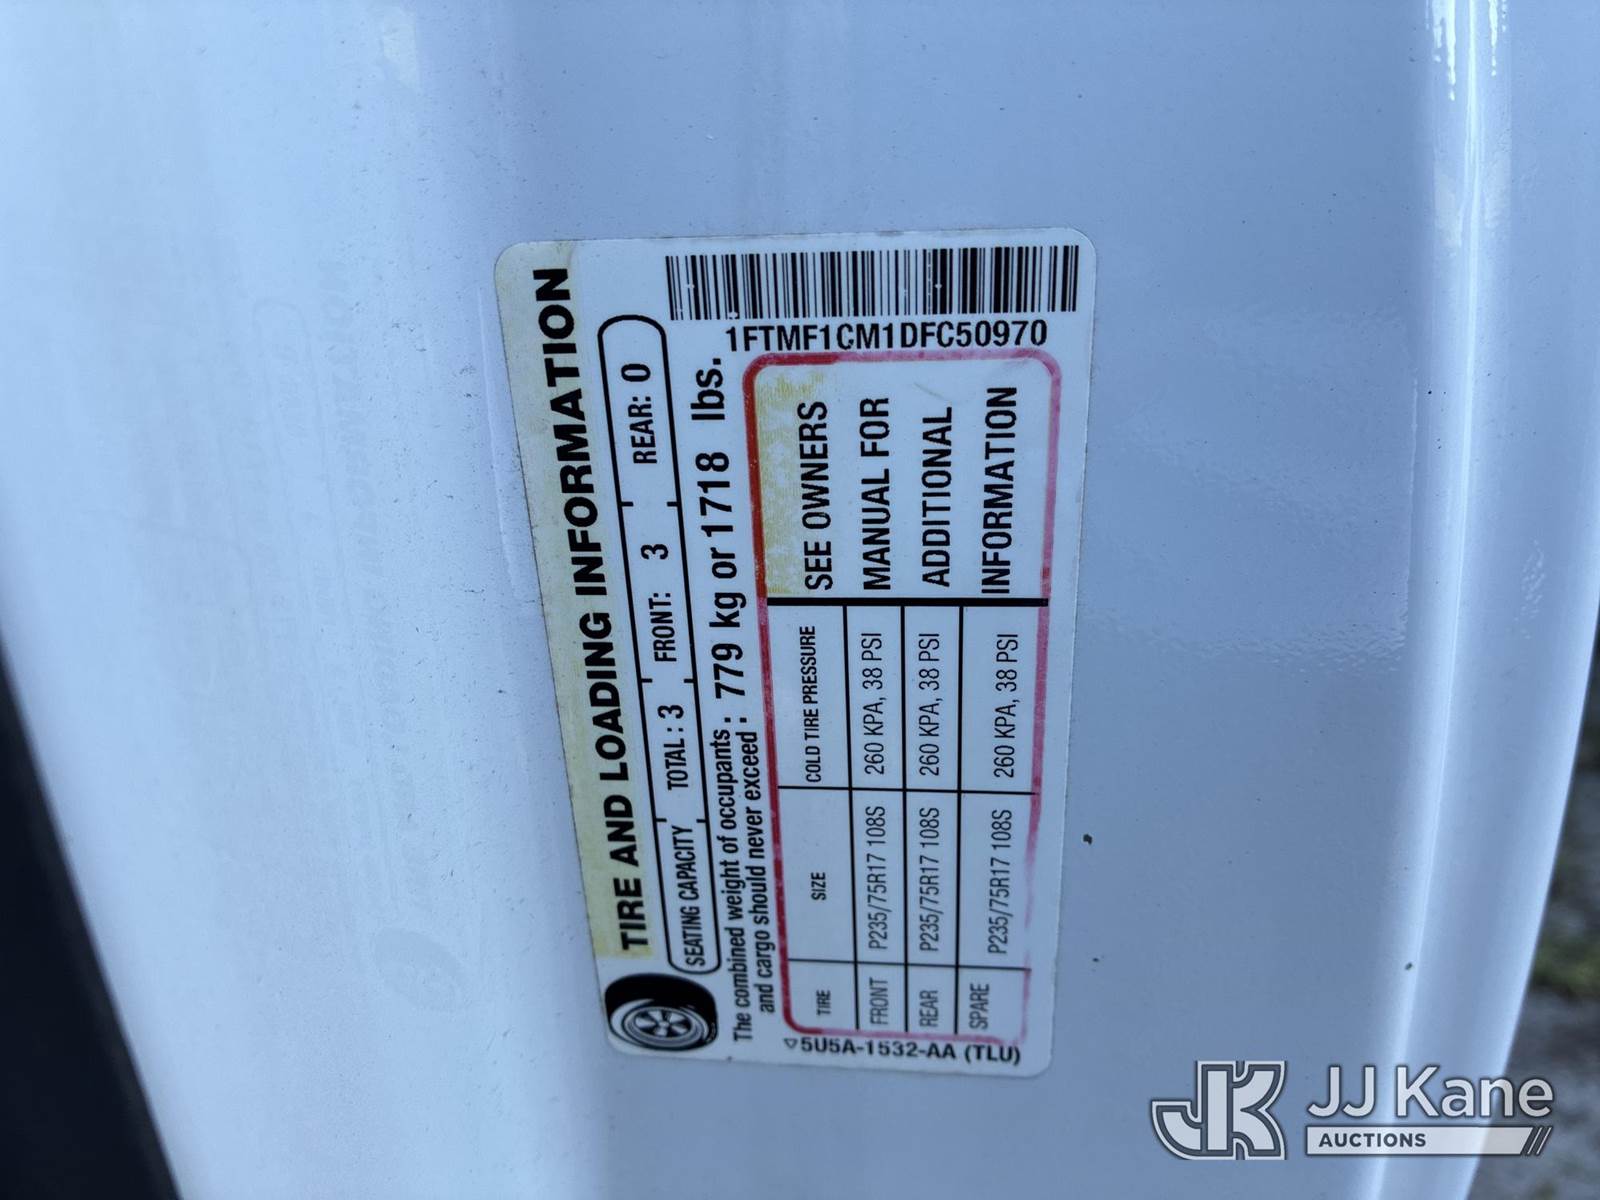 TIRE AND LOADING INFORMATION
SEATING CAPACITY TOTAL: 3 FRONT: 3 REAR: 0
The combined weight of occupants and cargo should never exceed : 779 kg or 1718 lbs.
1FTMF1CM1DFC50970
TIRE SIZE COLD TIRE PRESSURE
FRONT P235/75R17 108S 260 KPA, 38 PSI
REAR P235/75R17 108S 260 KPA, 38 PSI
SPARE P235/75R17 108S 260 KPA, 38 PSI
SEE OWNERS
MANUAL FOR
ADDITIONAL
INFORMATION
5U5A-1532-AA (TLU)
JK JJ Kane
AUCTIONS